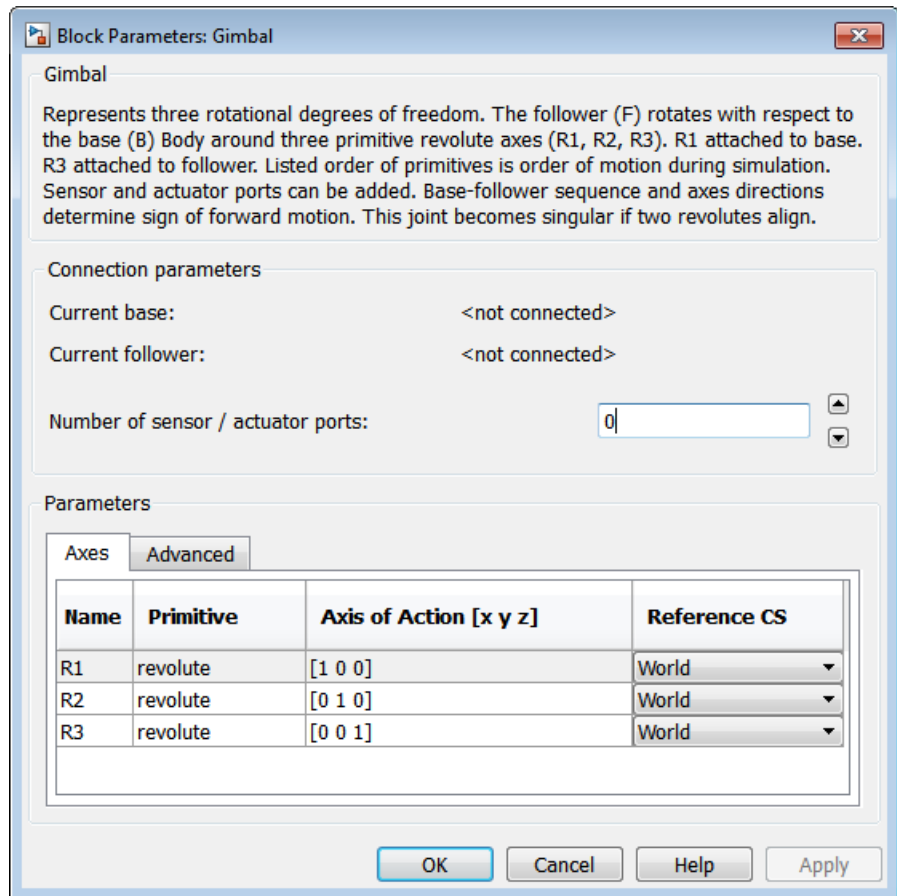 Block Parameters: Gimbal
Gimbal
Represents three rotational degrees of freedom. The follower (F) rotates with respect to
the base (B) Body around three primitive revolute axes (R1, R2, R3). R1 attached to base.
R3 attached to follower. Listed order of primitives is order of motion during simulation.
Sensor and actuator ports can be added. Base-follower sequence and axes directions
determine sign of forward motion. This joint becomes singular if two revolutes align.
Connection parameters
Current base: <not connected>
Current follower: <not connected>
Number of sensor / actuator ports: 0
Parameters
Axes Advanced
Name Primitive Axis of Action [x y z] Reference CS
R1 revolute [1 0 0] World
R2 revolute [0 1 0] World
R3 revolute [0 0 1] World
OK Cancel Help Apply